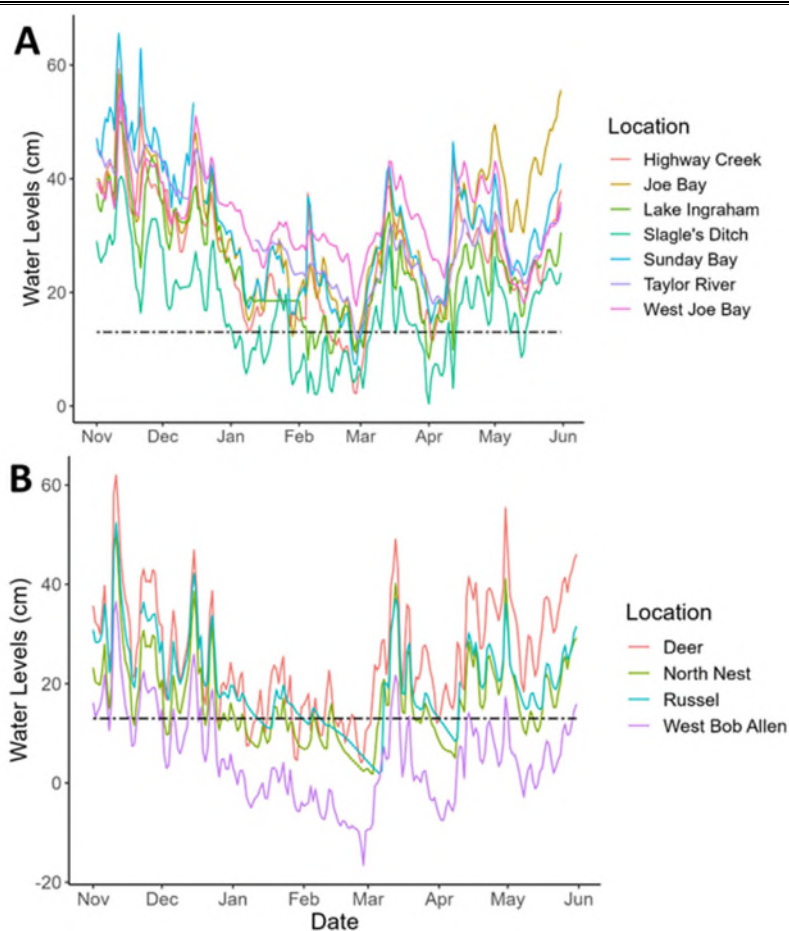 A
Water Levels (cm)
60
40
20
0
Nov Dec Jan Feb Mar Apr May Jun
Location
Highway Creek
Joe Bay
Lake Ingraham
Slagle's Ditch
Sunday Bay
Taylor River
West Joe Bay
B
Water Levels (cm)
60
40
20
0
-20
Nov Dec Jan Feb Mar Apr May Jun
Date
Location
Deer
North Nest
Russel
West Bob Allen